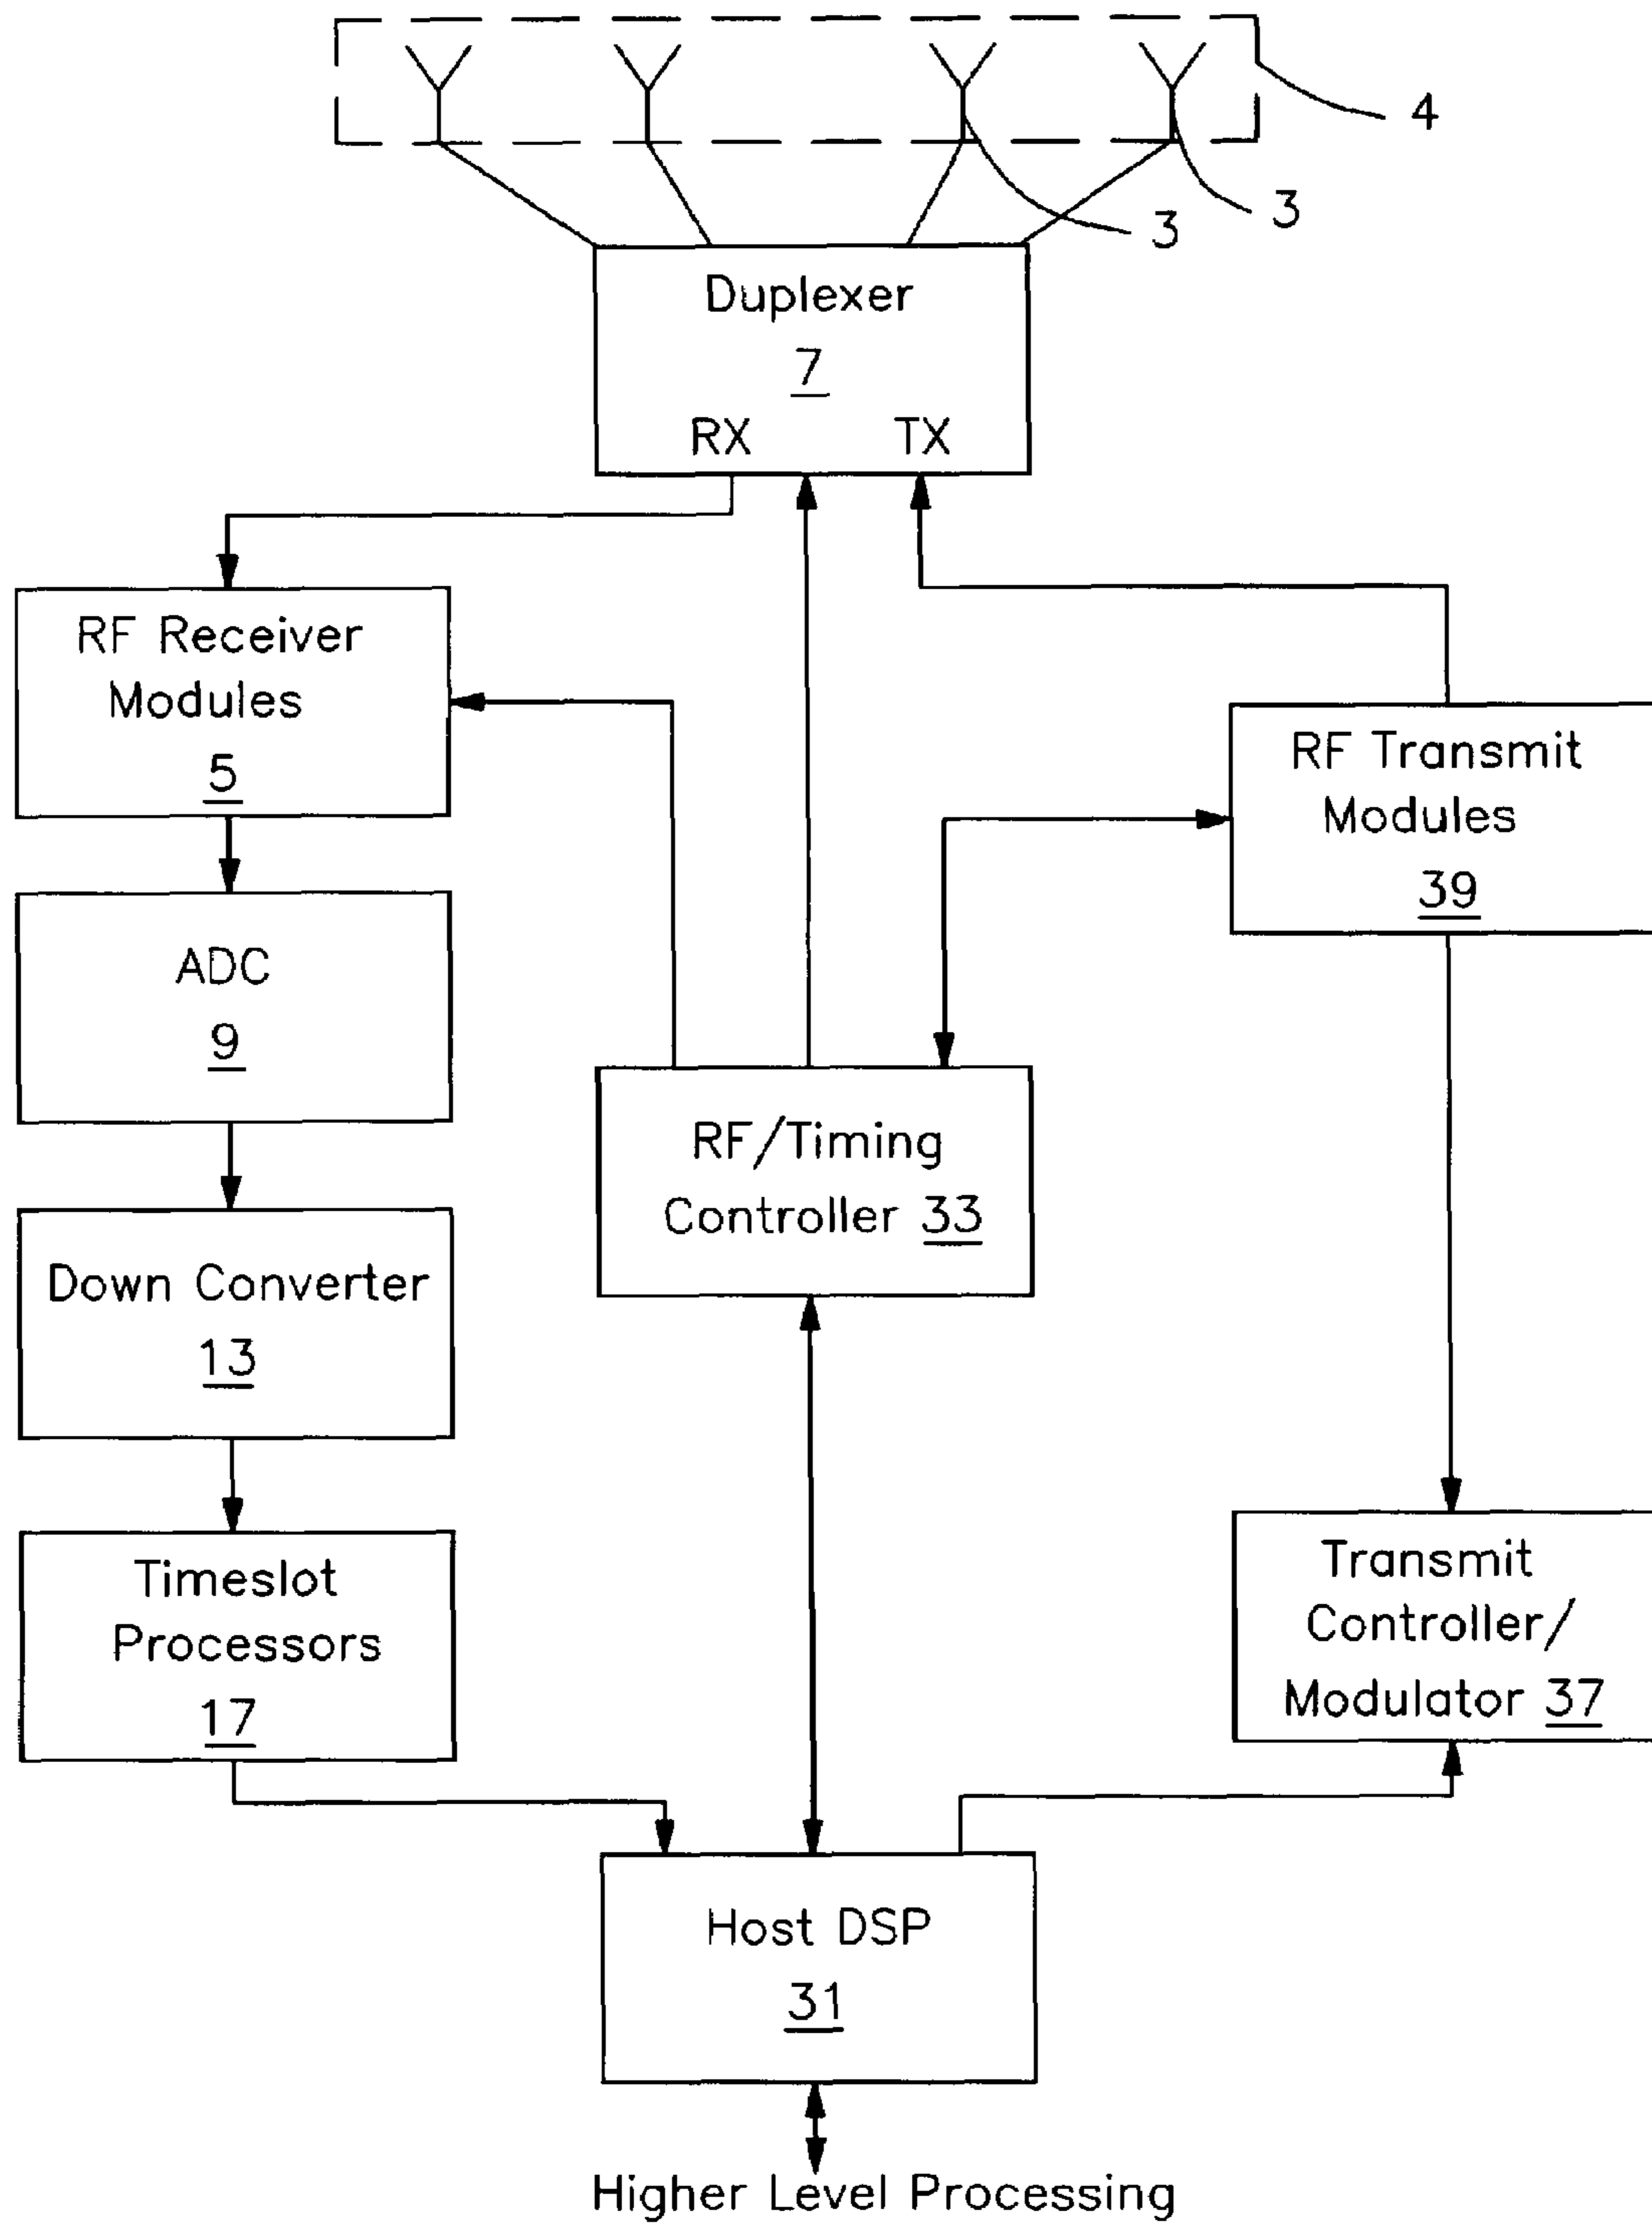 4
3
3
Duplexer
7
RX TX
RF Receiver
Modules
5
RF Transmit
Modules
39
ADC
9
RF/Timing
Controller 33
Down Converter
13
Timeslot
Processors
17
Transmit
Controller/
Modulator 37
Host DSP
31
Higher Level Processing